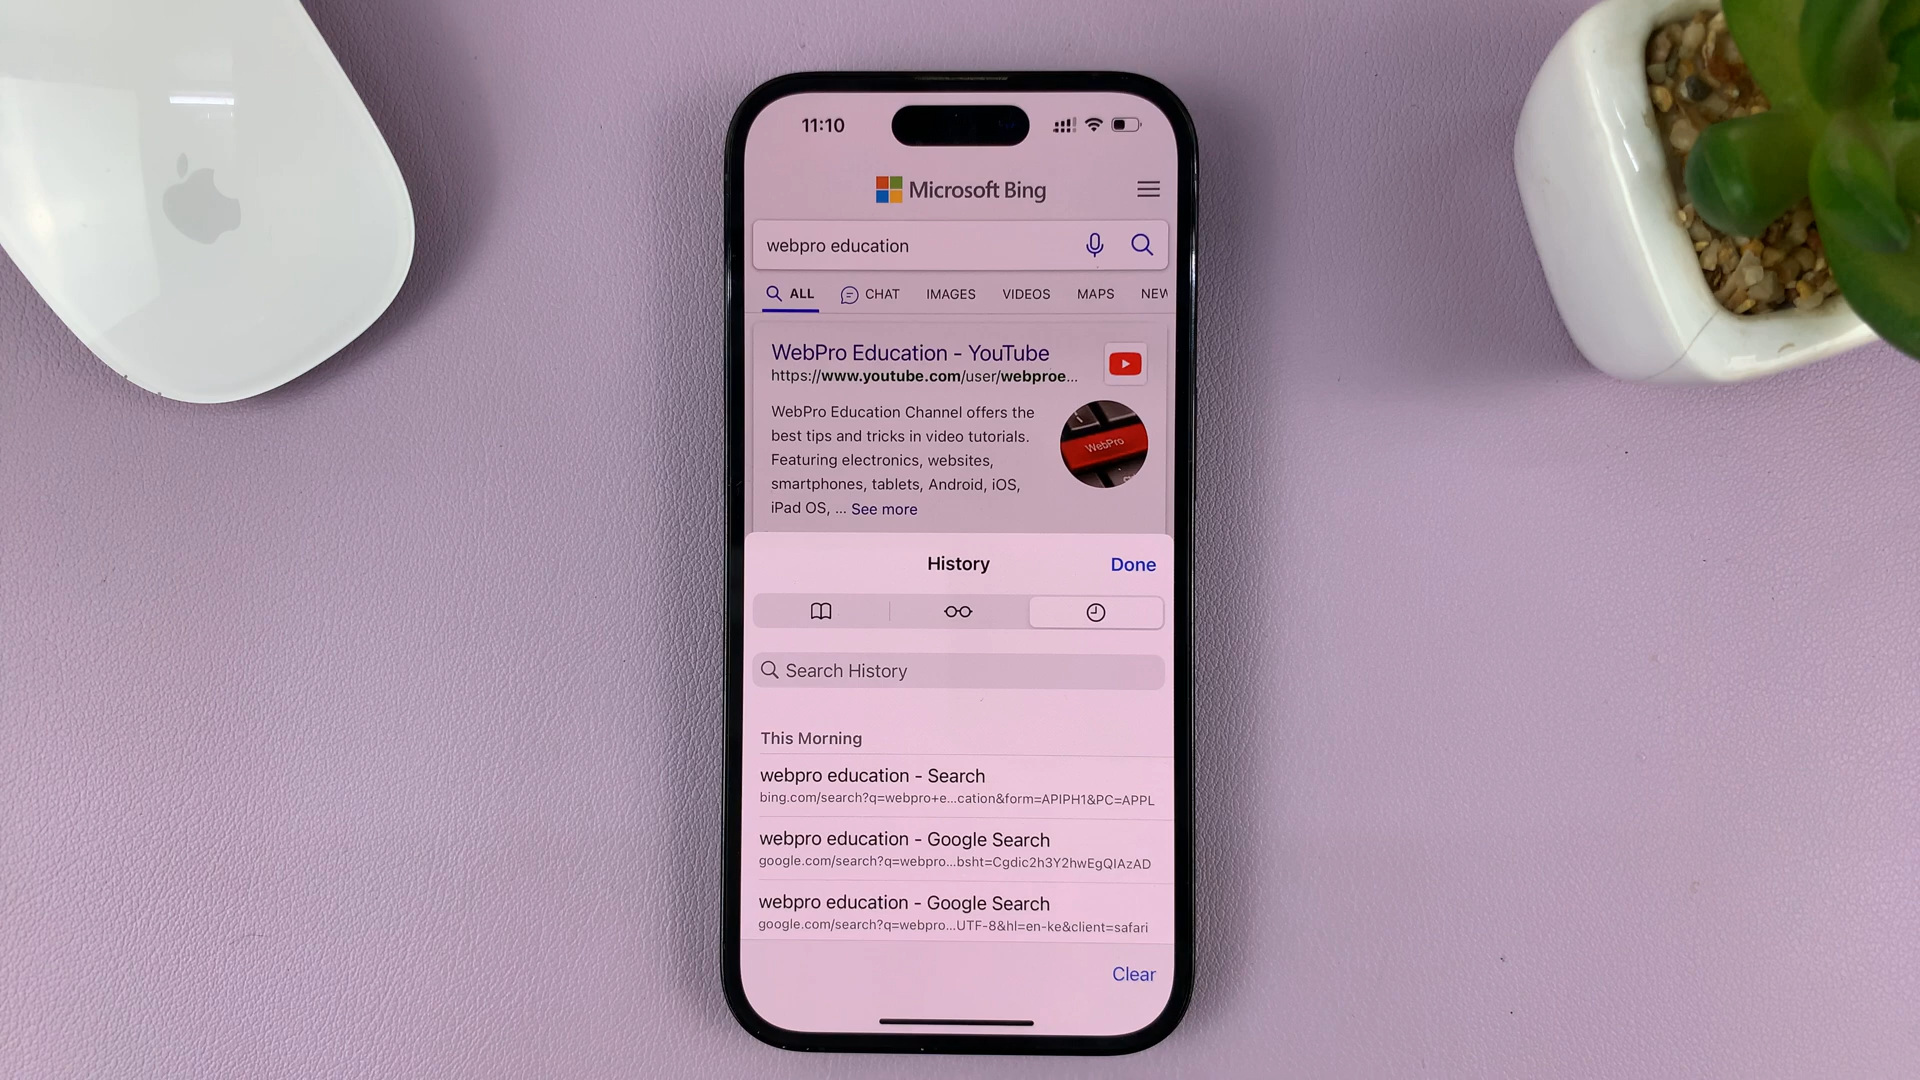 11:10
Microsoft Bing
webpro education
ALL CHAT IMAGES VIDEOS MAPS NEW
WebPro Education - YouTube
https://www.youtube.com/user/webproe...
WebPro Education Channel offers the
best tips and tricks in video tutorials.
Featuring electronics, websites,
smartphones, tablets, Android, iOS,
iPad OS, ... See more
WebPro
History
Done
Search History
This Morning
webpro education - Search
bing.com/search?q=webpro+e...cation&form=APIPH1&PC=APPL
webpro education - Google Search
google.com/search?q=webpro...bsht=Cgdic2h3Y2hwEgQIAzAD
webpro education - Google Search
google.com/search?q=webpro...UTF-8&hl=en-ke&client=safari
Clear